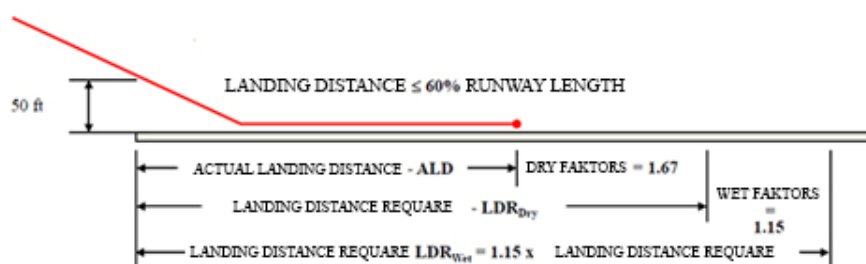 LANDING DISTANCE ≤ 60% RUNWAY LENGTH
50 ft
ACTUAL LANDING DISTANCE - ALD
DRY FAKTORS = 1.67
WET FAKTORS
=
1.15
LANDING DISTANCE REQUARE - LDRDry
LANDING DISTANCE REQUARE LDRWet = 1.15 x LANDING DISTANCE REQUARE